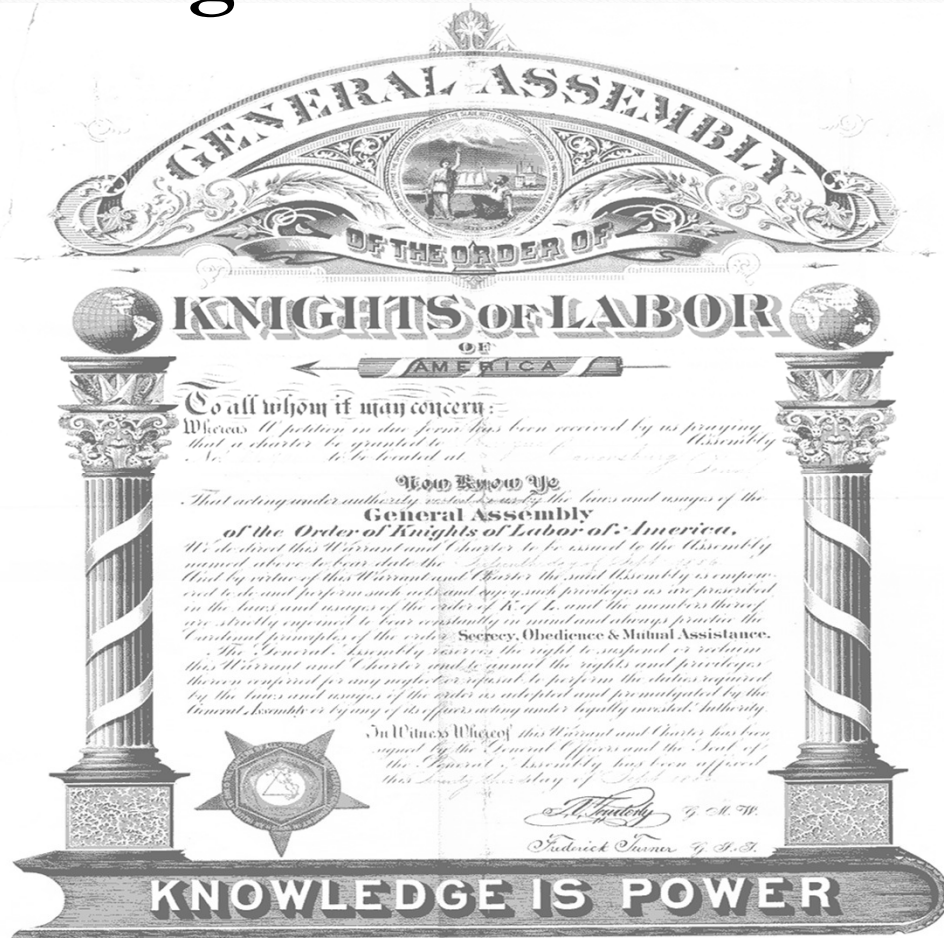 GENERAL ASSEMBLY
OF THE ORDER OF
KNIGHTS OF LABOR
OF
AMERICA
To all whom it may concern:
Whereas A petition in due form has been received by us praying
that a charter be granted to Assembly
No. to be located at
Now Know Ye
That acting under authority vested in us by the laws and usages of the
General Assembly
of the Order of Knights of Labor of America,
We do direct this Warrant and Charter to be issued to the Assembly
named above to bear date the
And by virtue of this Warrant and Charter the said Assembly is empow-
ered to do and perform such acts and enjoy such privileges as are prescribed
in the laws and usages of the order of K. of L. and the members thereof
are strictly enjoined to bear constantly in mind and always practice the
Cardinal principles of the order Secrecy, Obedience & Mutual Assistance.
The General Assembly reserves the right to suspend or reclaim
this Warrant and Charter and to annul the rights and privileges
therein conferred for any neglect or refusal to perform the duties required
by the laws and usages of the order as adopted and promulgated by the
General Assembly or by any of its officers acting under legally invested Authority.
In Witness Whereof this Warrant and Charter has been
signed by the General Officers and the Seal of
the General Assembly has been affixed
this day of
G. M. W.
Frederick Turner
KNOWLEDGE IS POWER